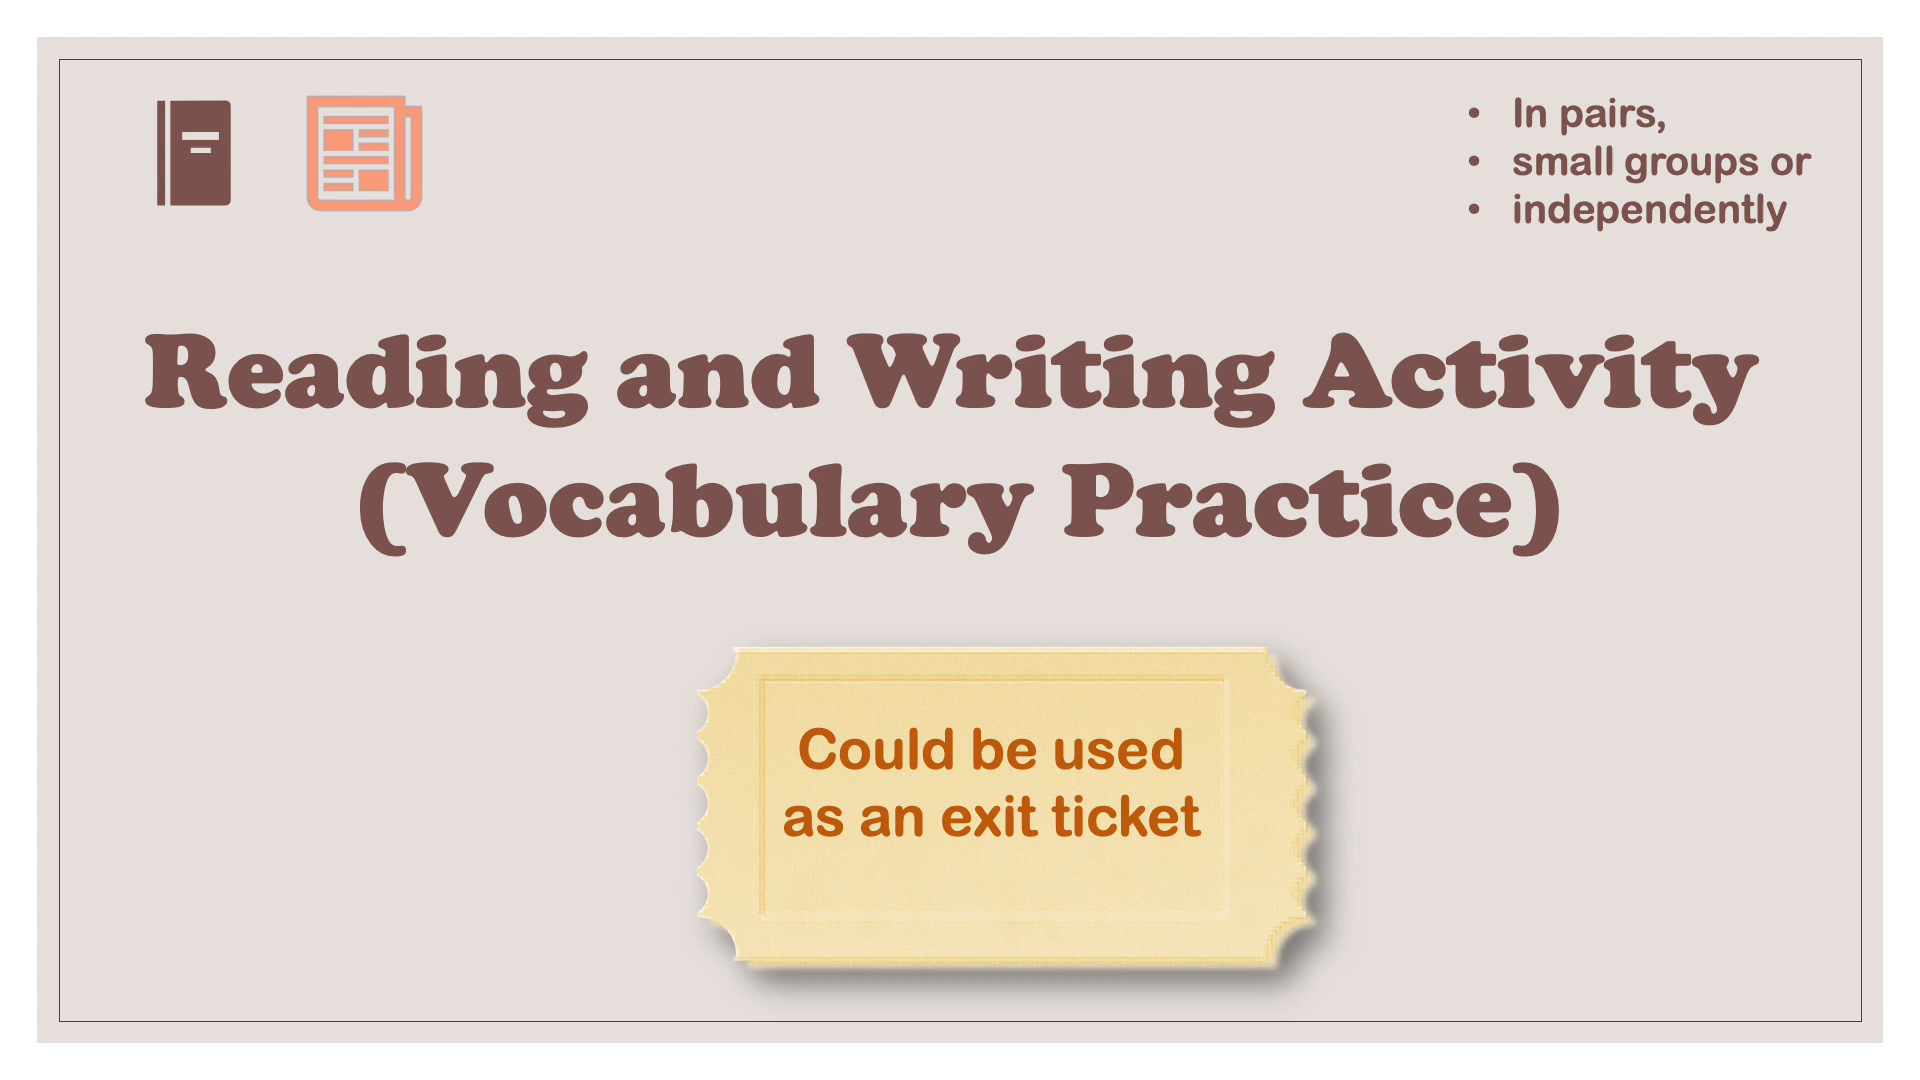 • In pairs,
• small groups or
• independently
Reading and Writing Activity
(Vocabulary Practice)
Could be used
as an exit ticket